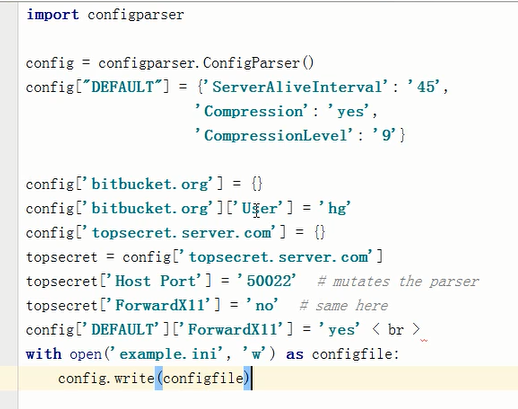 import configparser
config = configparser.ConfigParser()
config["DEFAULT"] = {'ServerAliveInterval': '45',
'Compression': 'yes',
'CompressionLevel': '9'}
config['bitbucket.org'] = {}
config['bitbucket.org']['User'] = 'hg'
config['topsecret.server.com'] = {}
topsecret = config['topsecret.server.com']
topsecret['Host Port'] = '50022'  # mutates the parser
topsecret['ForwardX11'] = 'no'  # same here
config['DEFAULT']['ForwardX11'] = 'yes' < br >
with open('example.ini', 'w') as configfile:
config.write(configfile)